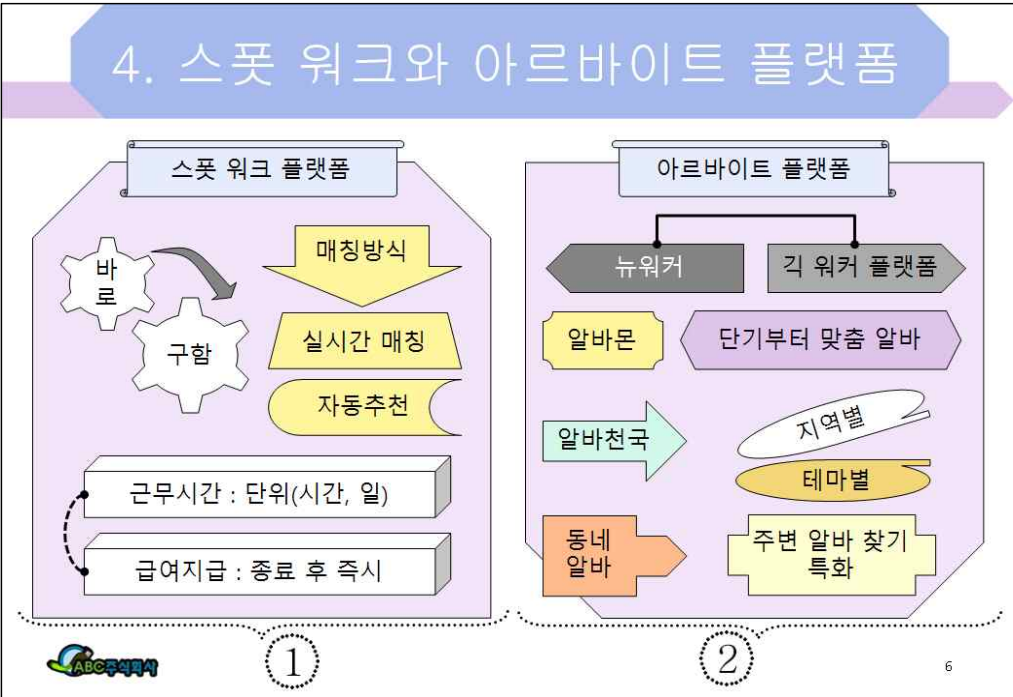 4. 스폿 워크와 아르바이트 플랫폼
스폿 워크 플랫폼
바
로
구함
매칭방식
실시간 매칭
자동추천
근무시간 : 단위(시간, 일)
급여지급 : 종료 후 즉시
아르바이트 플랫폼
뉴워커
긱 워커 플랫폼
알바몬
단기부터 맞춤 알바
알바천국
지역별
테마별
동네
알바
주변 알바 찾기
특화
ABC주식회사
1
2
6